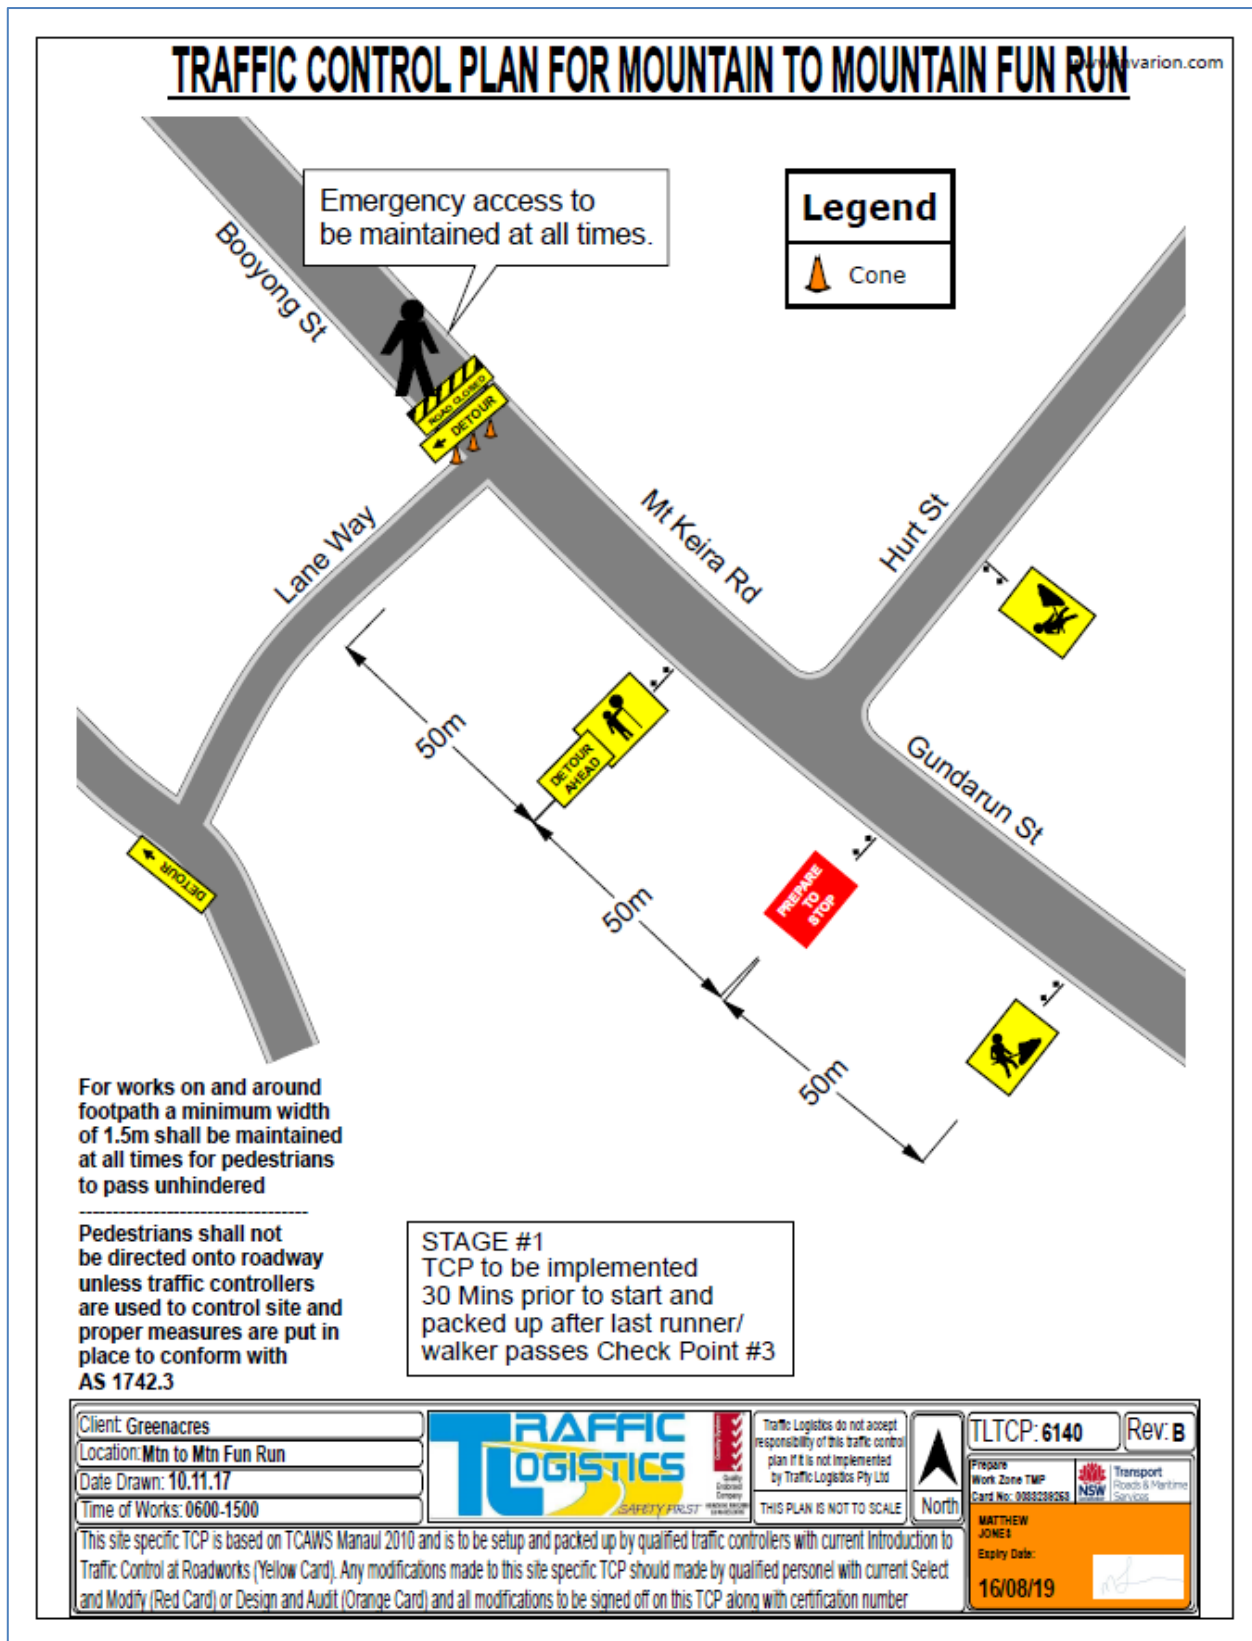 TRAFFIC CONTROL PLAN FOR MOUNTAIN TO MOUNTAIN FUN RUN
www.invarion.com
Emergency access to
be maintained at all times.
Legend
Cone
Booyong St
ROAD CLOSED
DETOUR
Lane Way
Mt Keira Rd
Hurt St
50m
DETOUR
AHEAD
Gundarun St
DETOUR
50m
PREPARE
TO
STOP
50m
For works on and around
footpath a minimum width
of 1.5m shall be maintained
at all times for pedestrians
to pass unhindered
----------------------------------
Pedestrians shall not
be directed onto roadway
unless traffic controllers
are used to control site and
proper measures are put in
place to conform with
AS 1742.3
STAGE #1
TCP to be implemented
30 Mins prior to start and
packed up after last runner/
walker passes Check Point #3
Client: Greenacres
Location: Mtn to Mtn Fun Run
Date Drawn: 10.11.17
Time of Works: 0600-1500
TRAFFIC
LOGISTICS
SAFETY FIRST
Quality
Endorsed
Company
Traffic Logistics do not accept
responsibility of this traffic control
plan if it is not implemented
by Traffic Logistics Pty Ltd
THIS PLAN IS NOT TO SCALE
North
TLTCP: 6140
Rev: B
Prepare
Work Zone TMP
Card No:
NSW
Transport
Roads & Maritime
Services
MATTHEW
JONES
Expiry Date:
16/08/19
This site specific TCP is based on TCAWS Manaul 2010 and is to be setup and packed up by qualified traffic controllers with current Introduction to
Traffic Control at Roadworks (Yellow Card). Any modifications made to this site specific TCP should made by qualified personel with current Select
and Modify (Red Card) or Design and Audit (Orange Card) and all modifications to be signed off on this TCP along with certification number